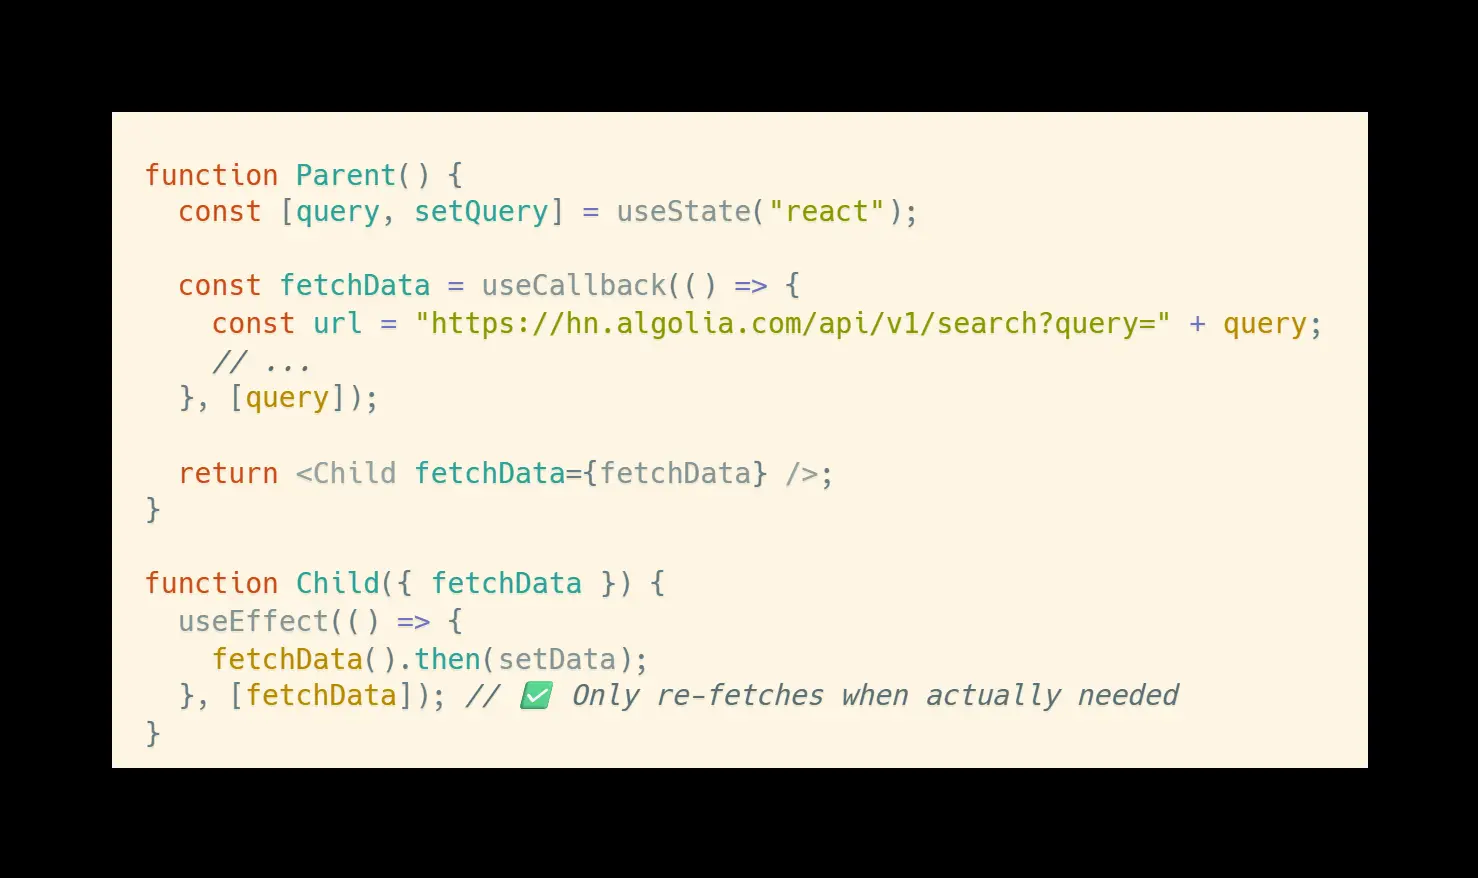 function Parent() {
  const [query, setQuery] = useState("react");
  const fetchData = useCallback(() => {
    const url = "https://hn.algolia.com/api/v1/search?query=" + query;
    // ...
  }, [query]);
  return <Child fetchData={fetchData} />;
}
function Child({ fetchData }) {
  useEffect(() => {
    fetchData().then(setData);
  }, [fetchData]); // ✅ Only re-fetches when actually needed
}